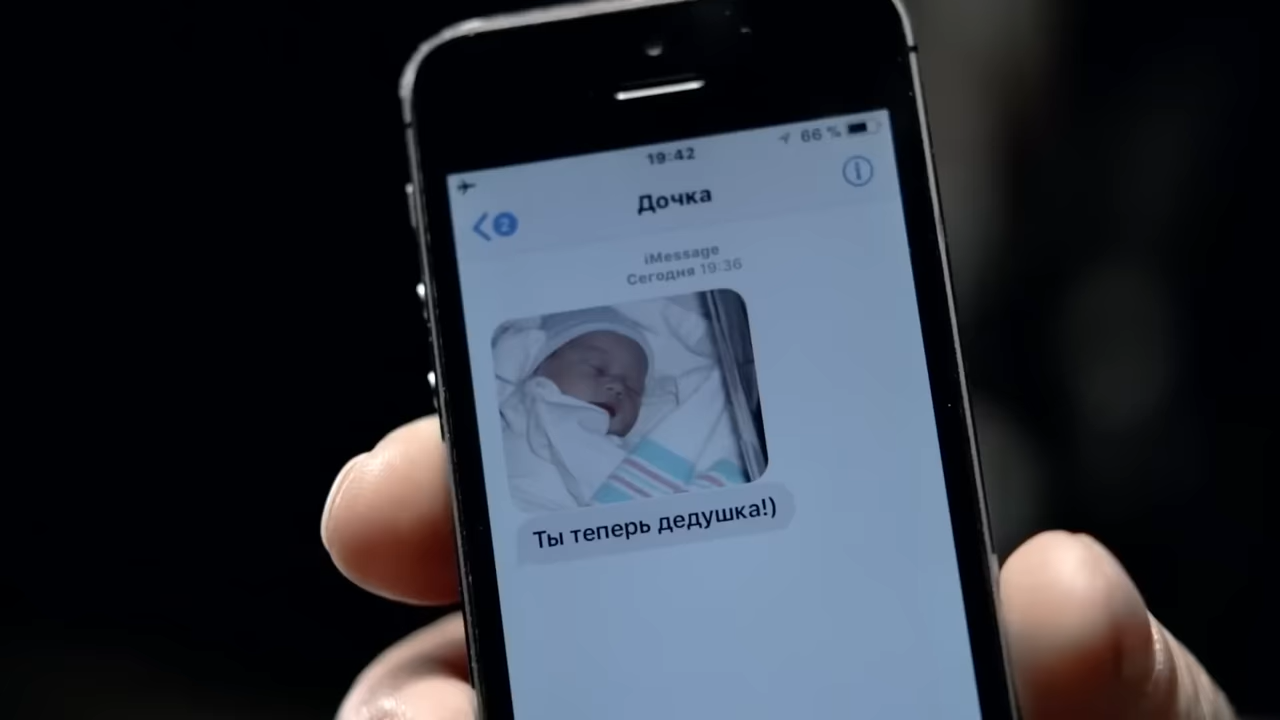 19:42
66 %
2
Дочка
iMessage
Сегодня 19:36
Ты теперь дедушка!)